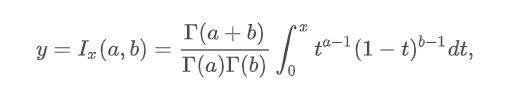 y = I_x(a, b) = \frac{\Gamma(a + b)}{\Gamma(a)\Gamma(b)} \int_0^x t^{a-1}(1 − t)^{b-1} dt,